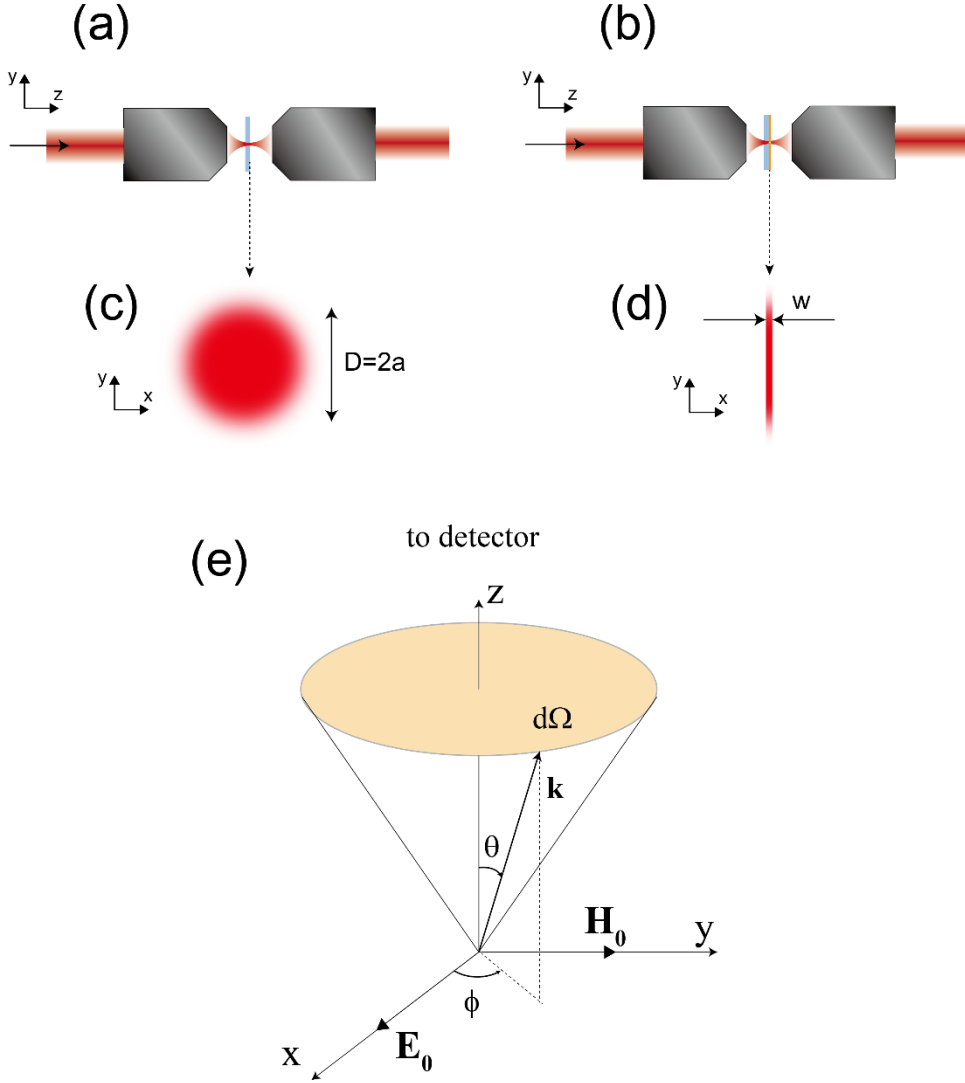 (a)
(b)
y
z
y
z
(c)
(d)
D=2a
w
y
x
y
x
to detector
(e)
z
dΩ
k
θ
H₀
y
ϕ
x
E₀